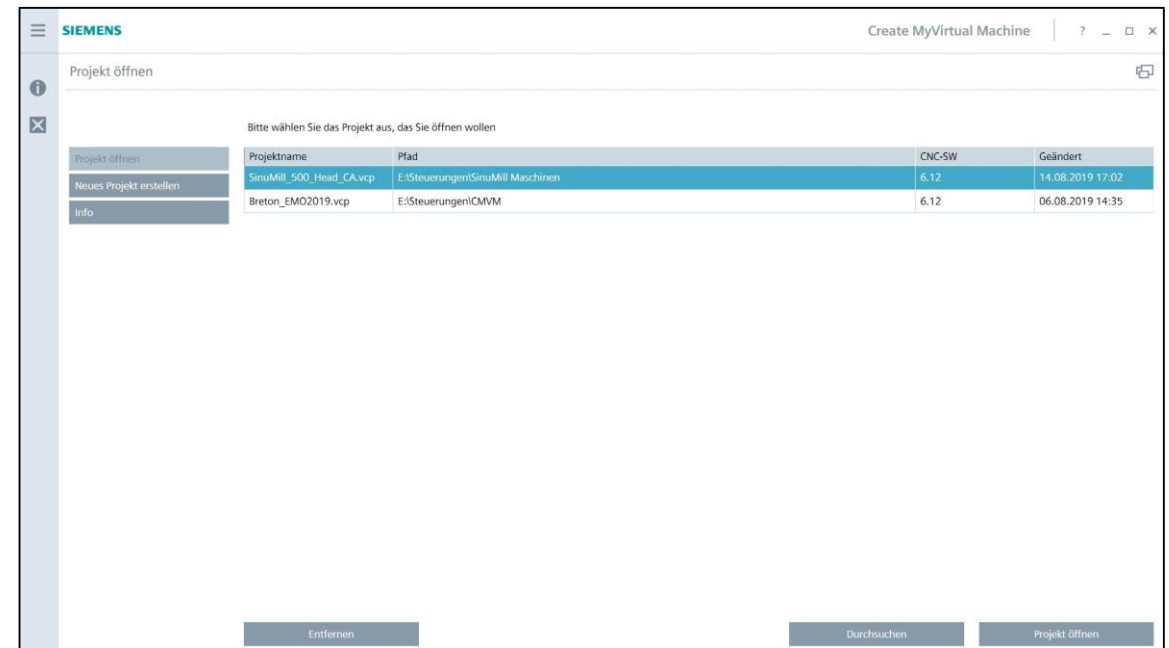 SIEMENS
Create MyVirtual Machine
?
Projekt öffnen
Bitte wählen Sie das Projekt aus, das Sie öffnen wollen
Projekt öffnen
Neues Projekt erstellen
Info
Projektname Pfad CNC-SW Geändert
SinuMill_500_Head_CA.vcp E:\Steuerungen\SinuMill Maschinen 6.12 14.08.2019 17:02
Breton_EMO2019.vcp E:\Steuerungen\CMVM 6.12 06.08.2019 14:35
Entfernen
Durchsuchen
Projekt öffnen